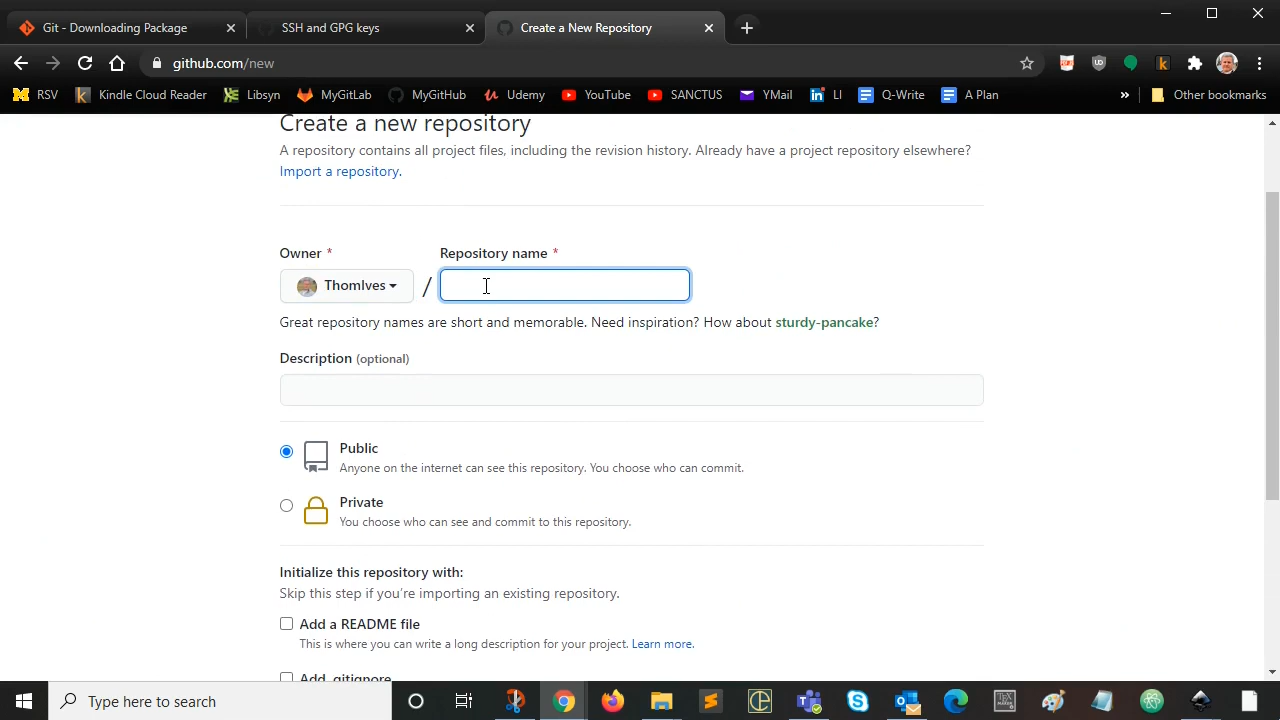 Git - Downloading Package
SSH and GPG keys
Create a New Repository
github.com/new
RSV
Kindle Cloud Reader
Libsyn
MyGitLab
MyGitHub
Udemy
YouTube
SANCTUS
YMail
LI
Q-Write
A Plan
»
Other bookmarks
Create a new repository
A repository contains all project files, including the revision history. Already have a project repository elsewhere?
Import a repository.
Owner *
Repository name *
ThomIves
/
Great repository names are short and memorable. Need inspiration? How about sturdy-pancake?
Description (optional)
Public
Anyone on the internet can see this repository. You choose who can commit.
Private
You choose who can see and commit to this repository.
Initialize this repository with:
Skip this step if you're importing an existing repository.
Add a README file
This is where you can write a long description for your project. Learn more.
Add .gitignore
Type here to search